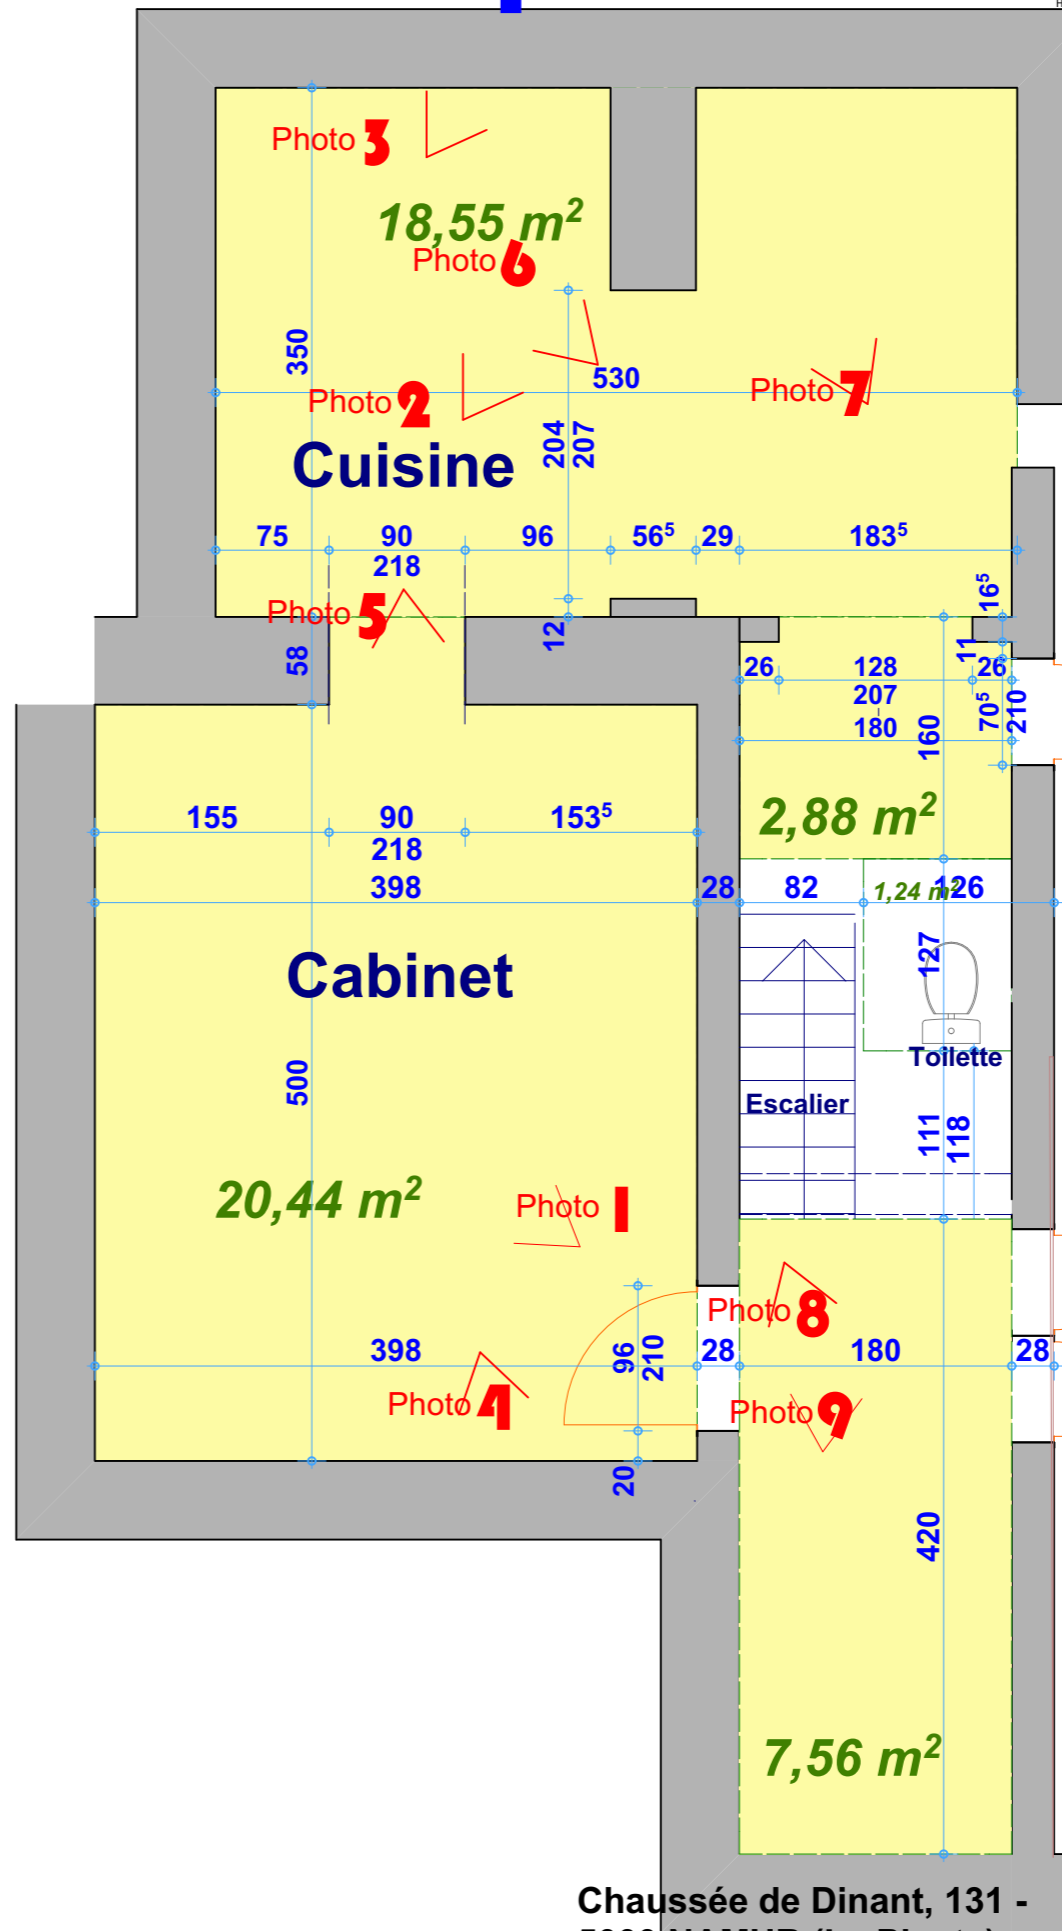 Photo 3
18,55 m²
Photo 6
350
530
Photo 2
Photo 7
204
207
Cuisine
75
90
96
56⁵
29
183⁵
218
Photo 5
16⁵
12
58
11
26
128
26
207
180
160
70⁵
210
155
90
153⁵
218
2,88 m²
398
28
82
1,24 m²
126
127
Cabinet
500
Toilette
Escalier
111
118
20,44 m²
Photo 1
Photo 8
398
96
210
28
180
28
Photo 4
Photo 9
20
420
7,56 m²
Chaussée de Dinant, 131 -